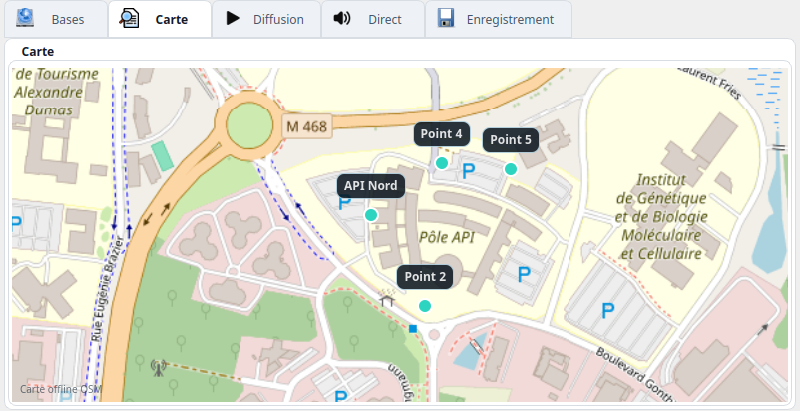 Bases
Carte
Diffusion
Direct
Enregistrement
Carte
de Tourisme
Alexandre
Dumas
Laurent Fries
M 468
Point 4
Point 5
P
API Nord
P
Institut
de Génétique
et de Biologie
Moléculaire
et Cellulaire
P
Pôle API
Rue Eugénie Brazier
P
Point 2
P
Boulevard Gonth
Carte offline OSM
P
P